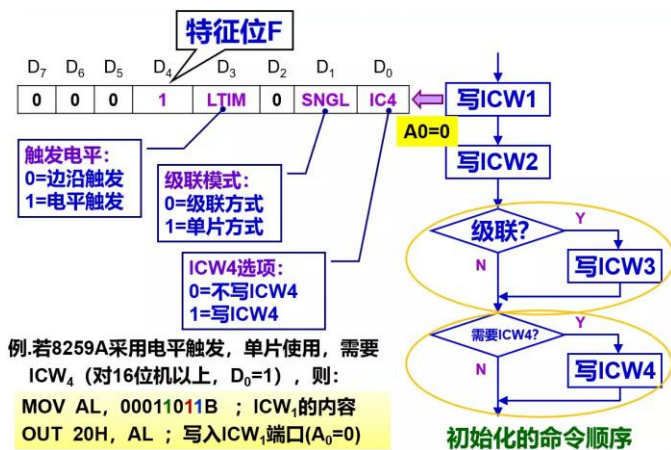 特征位F
D7 D6 D5 D4 D3 D2 D1 D0
0 0 0 1 LTIM 0 SNGL IC4
A0=0
触发电平：
0=边沿触发
1=电平触发
级联模式：
0=级联方式
1=单片方式
ICW4选项：
0=不写ICW4
1=写ICW4
例.若8259A采用电平触发，单片使用，需要
ICW4（对16位机以上，D0=1），则：
MOV AL，00011011B ；ICW1的内容
OUT 20H，AL ；写入ICW1端口(A0=0)
写ICW1
写ICW2
级联？
Y
N
写ICW3
需要ICW4?
Y
N
写ICW4
初始化的命令顺序